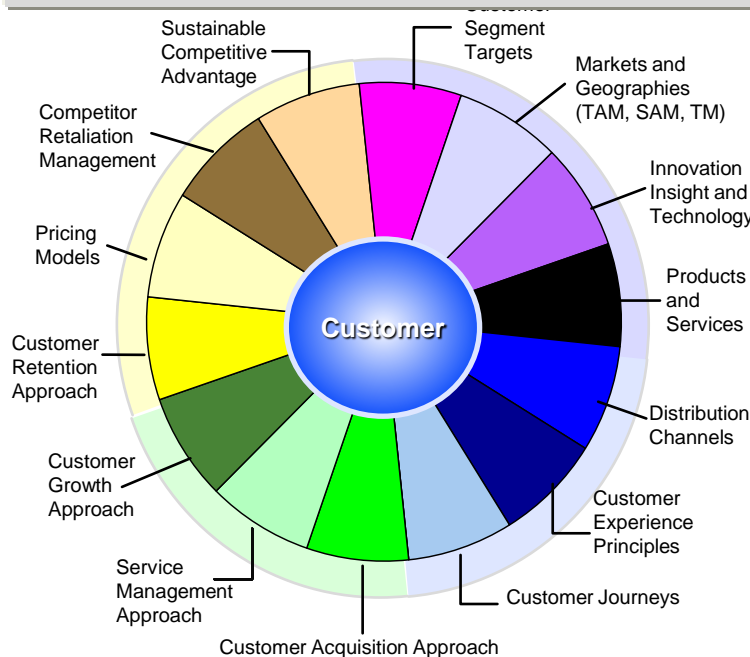 Sustainable
Competitive
Advantage
Customer
Segment
Targets
Markets and
Geographies
(TAM, SAM, TM)
Innovation
Insight and
Technology
Products
and
Services
Distribution
Channels
Customer
Experience
Principles
Customer Journeys
Customer Acquisition Approach
Service
Management
Approach
Customer
Growth
Approach
Customer
Retention
Approach
Pricing
Models
Competitor
Retaliation
Management
Customer